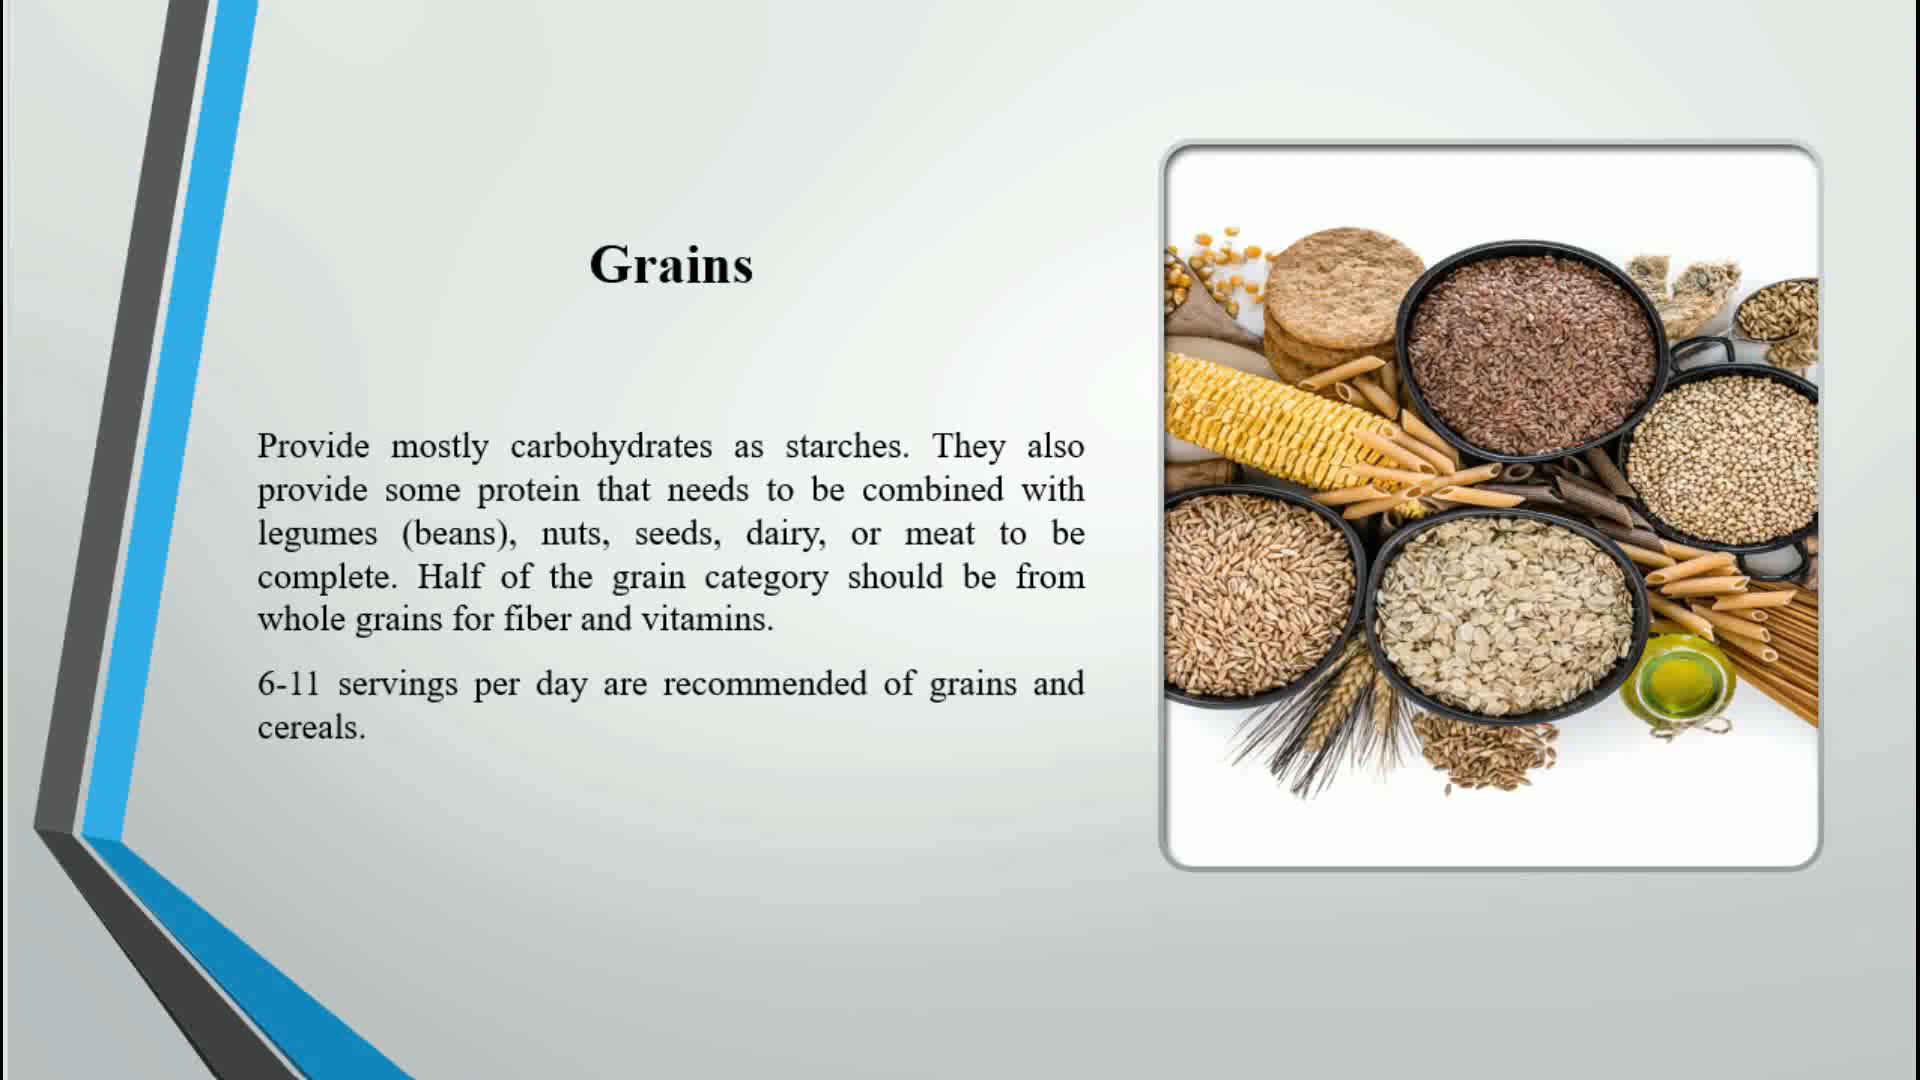 Grains
Provide mostly carbohydrates as starches. They also
provide some protein that needs to be combined with
legumes (beans), nuts, seeds, dairy, or meat to be
complete. Half of the grain category should be from
whole grains for fiber and vitamins.
6-11 servings per day are recommended of grains and
cereals.